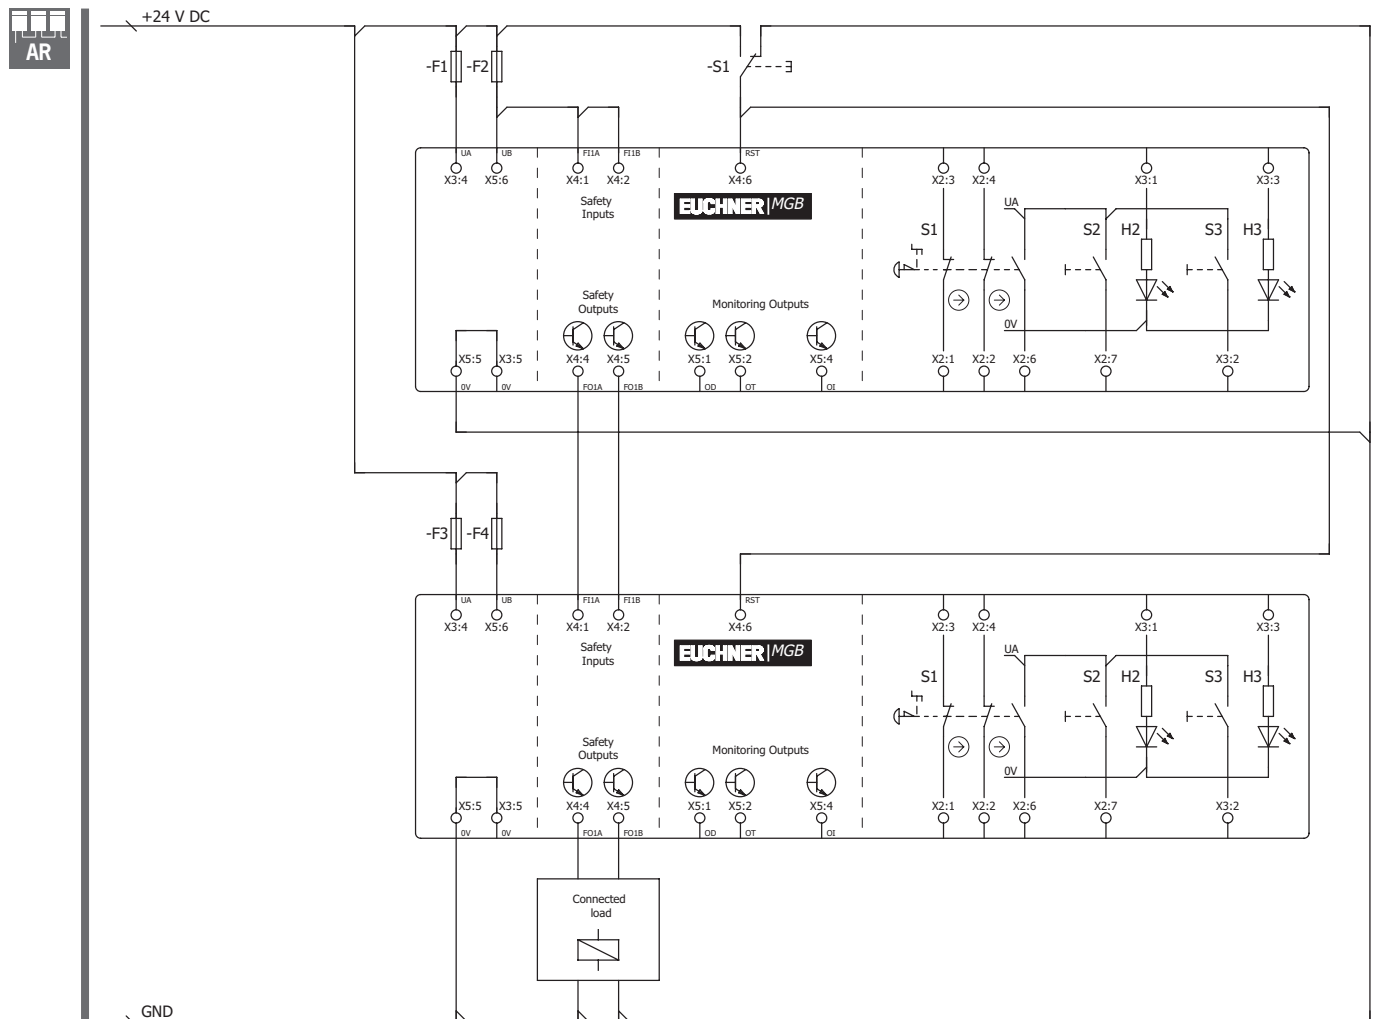 +24 V DC
AR
-F1 -F2 -S1
UA UB FI1A FI1B RST
X3:4 X5:6 X4:1 X4:2 X4:6 X2:3 X2:4 X3:1 X3:3
Safety
Inputs
EUCHNER MGB
UA
S1 S2 H2 S3 H3
Safety
Outputs
Monitoring Outputs
0V
X5:5 X3:5 X4:4 X4:5 X5:1 X5:2 X5:4 X2:1 X2:2 X2:6 X2:7 X3:2
0V 0V FO1A FO1B OD OT OI
-F3 -F4
UA UB FI1A FI1B RST
X3:4 X5:6 X4:1 X4:2 X4:6 X2:3 X2:4 X3:1 X3:3
Safety
Inputs
EUCHNER MGB
UA
S1 S2 H2 S3 H3
Safety
Outputs
Monitoring Outputs
0V
X5:5 X3:5 X4:4 X4:5 X5:1 X5:2 X5:4 X2:1 X2:2 X2:6 X2:7 X3:2
0V 0V FO1A FO1B OD OT OI
Connected
load
GND